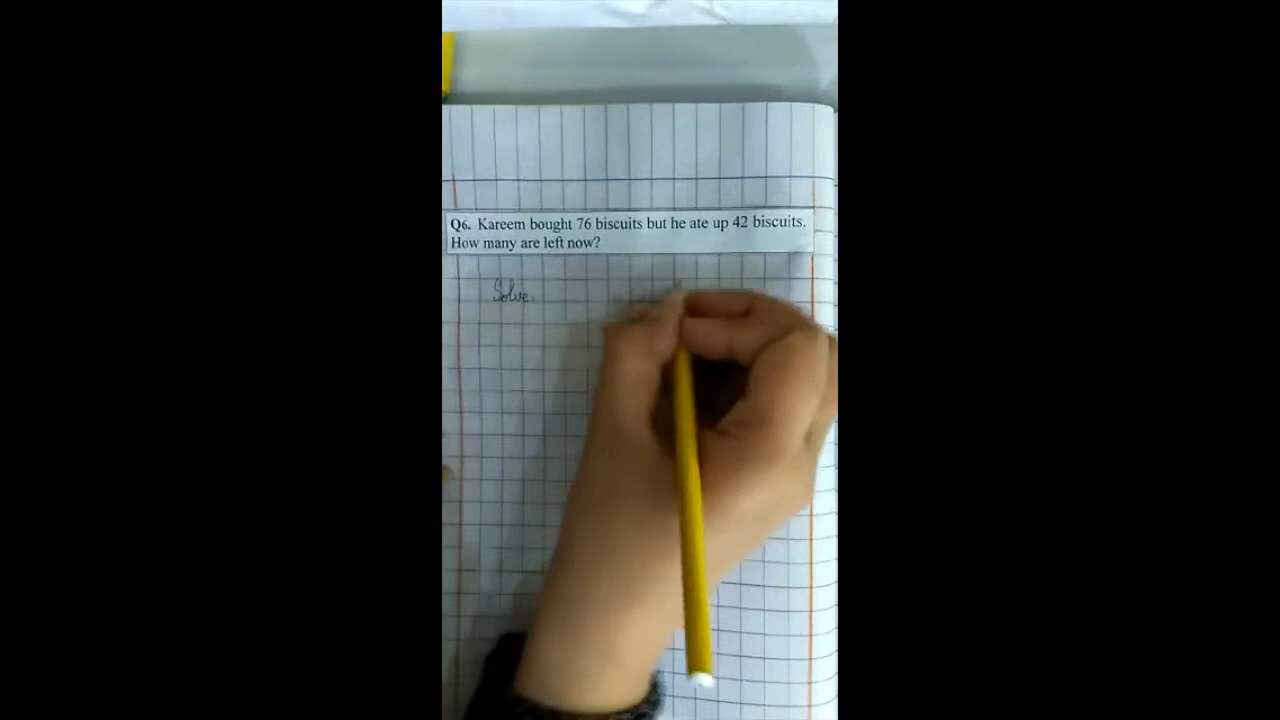 Q6. Kareem bought 76 biscuits but he ate up 42 biscuits.
How many are left now?
Solve: